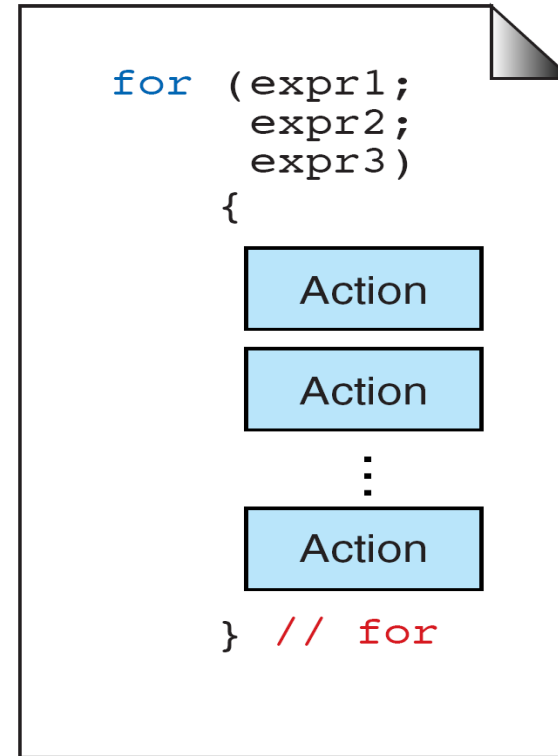 for (expr1;
expr2;
expr3)
{
Action
Action
⋮
Action
} // for